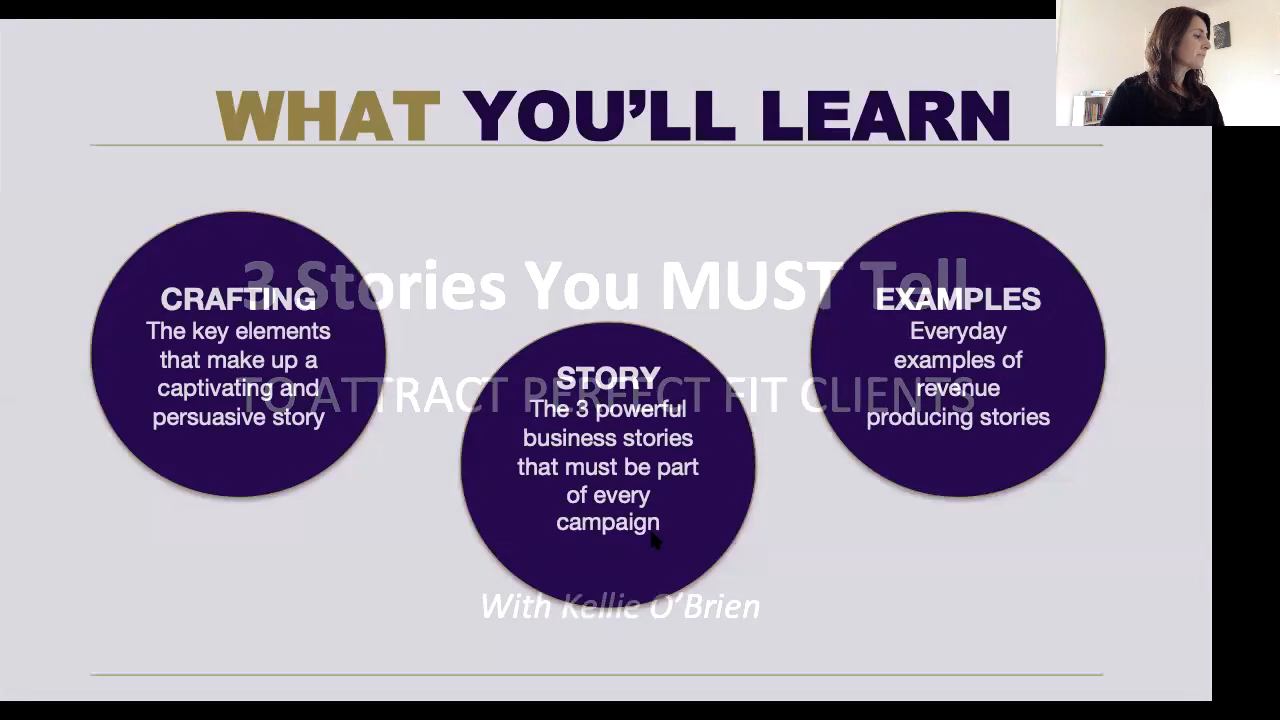 WHAT YOU'LL LEARN
3 Stories You MUST Tell
TO ATTRACT PERFECT FIT CLIENTS
CRAFTING
The key elements
that make up a
captivating and
persuasive story
STORY
The 3 powerful
business stories
that must be part
of every
campaign
EXAMPLES
Everyday
examples of
revenue
producing stories
With Kellie O’Brien